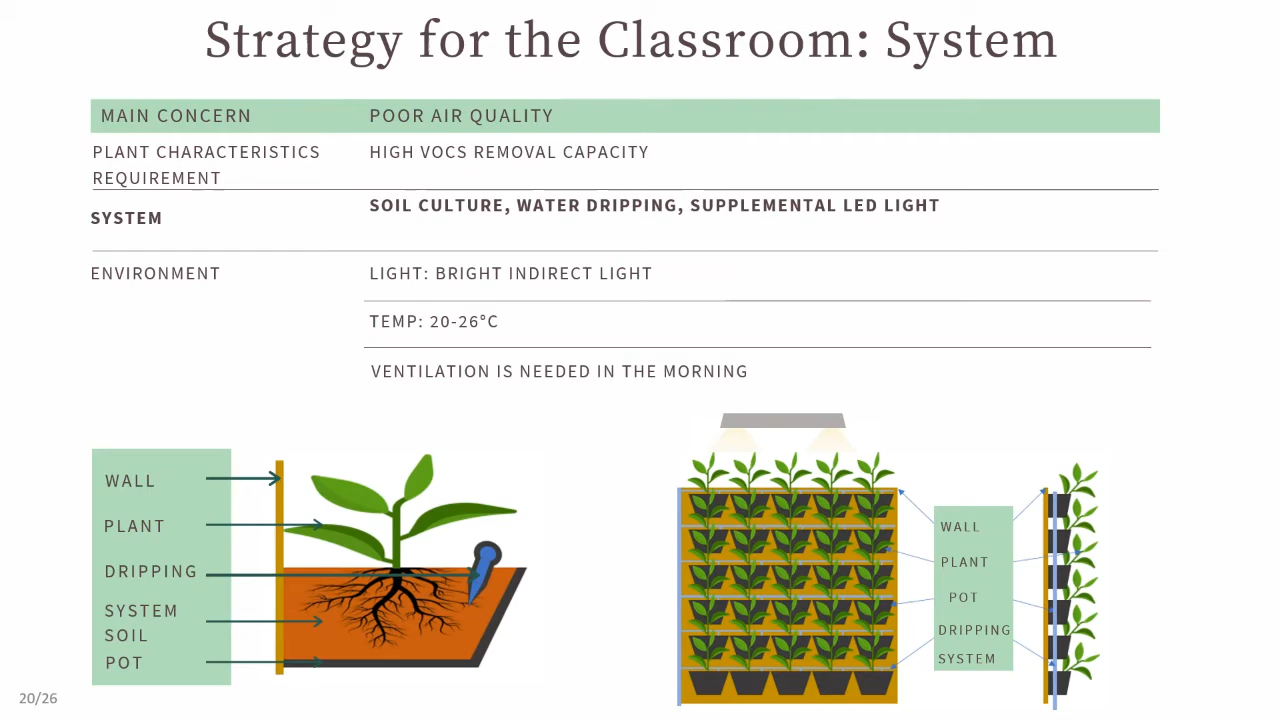 Strategy for the Classroom: System
MAIN CONCERN POOR AIR QUALITY
PLANT CHARACTERISTICS HIGH VOCS REMOVAL CAPACITY
REQUIREMENT
SYSTEM SOIL CULTURE, WATER DRIPPING, SUPPLEMENTAL LED LIGHT
ENVIRONMENT LIGHT: BRIGHT INDIRECT LIGHT
TEMP: 20-26°C
VENTILATION IS NEEDED IN THE MORNING
WALL
PLANT
DRIPPING
SYSTEM
SOIL
POT
WALL
PLANT
POT
DRIPPING
SYSTEM
20/26